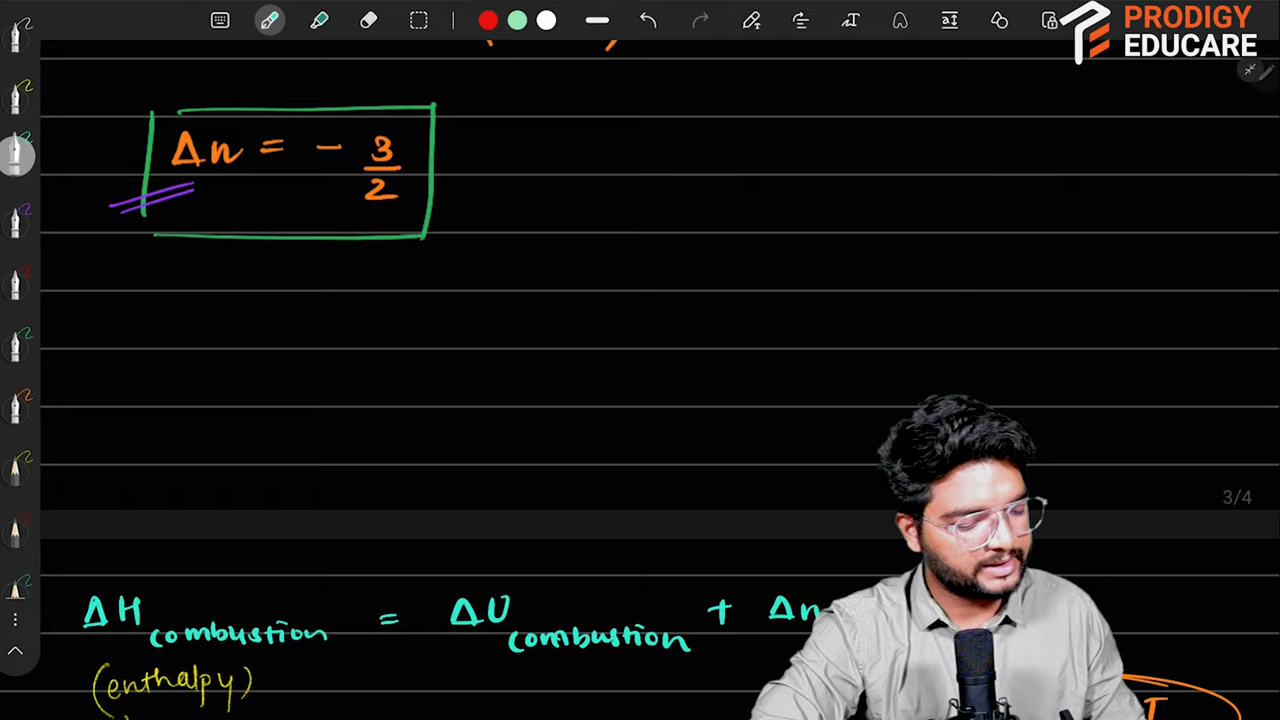 PRODIGY
EDUCARE
Δn = - 3/2
3/4
ΔH combustion = ΔU combustion + Δn
(enthalpy)
T